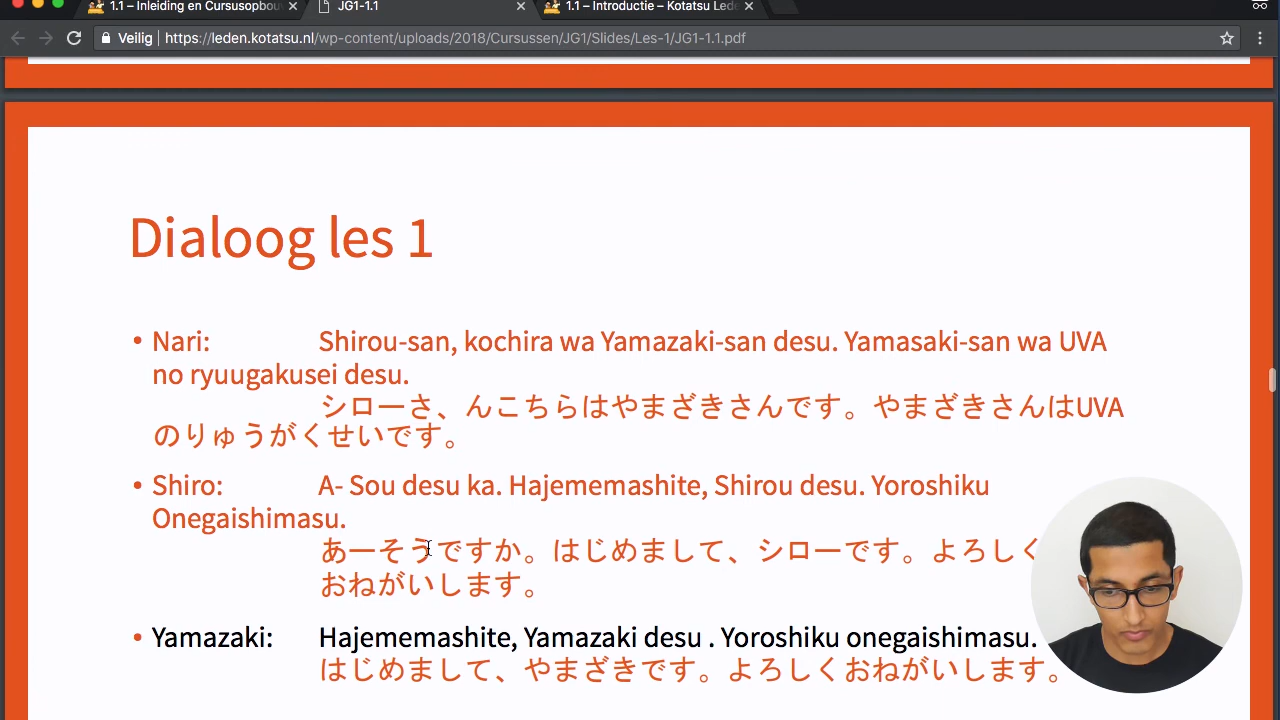 1.1 – Inleiding en Cursusopbou
JG1-1.1
1.1 – Introductie – Kotatsu Lede
Veilig
https://leden.kotatsu.nl/wp-content/uploads/2018/Cursussen/JG1/Slides/Les-1/JG1-1.1.pdf
Dialoog les 1
• Nari: Shirou-san, kochira wa Yamazaki-san desu. Yamasaki-san wa UVA
no ryuugakusei desu.
シローさ、んこちらはやまざきさんです。やまざきさんはUVA
のりゅうがくせいです。
• Shiro: A- Sou desu ka. Hajememashite, Shirou desu. Yoroshiku
Onegaishimasu.
あーそうですか。はじめまして、シローです。よろしく
おねがいします。
• Yamazaki: Hajememashite, Yamazaki desu . Yoroshiku onegaishimasu.
はじめまして、やまざきです。よろしくおねがいします。